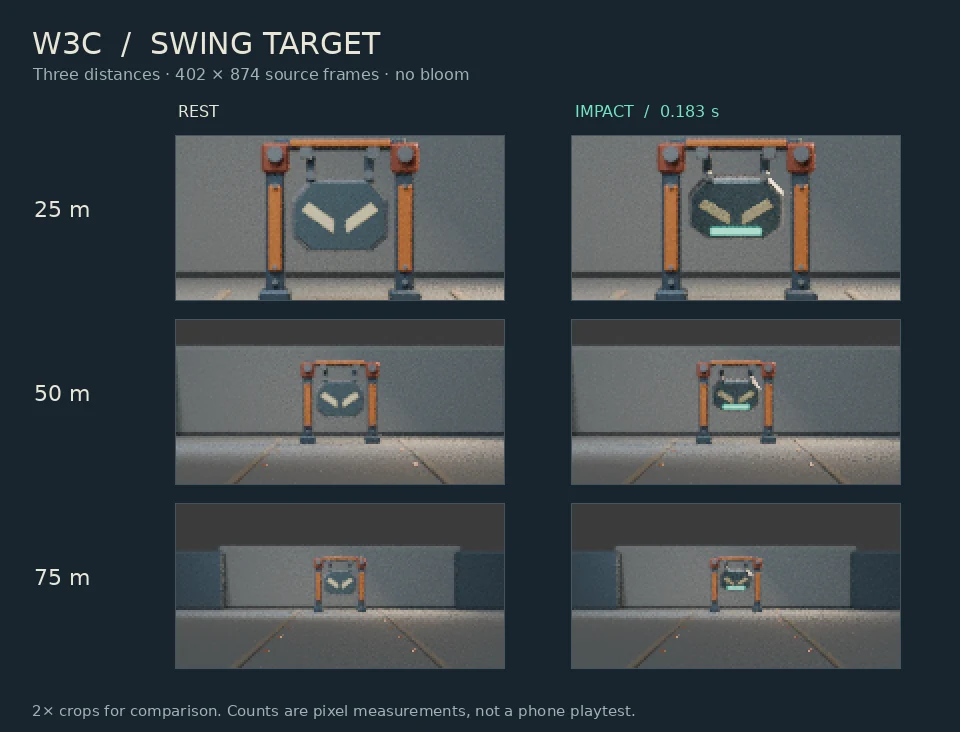 W3C / SWING TARGET
Three distances · 402 × 874 source frames · no bloom
REST
IMPACT / 0.183 s
25 m
50 m
75 m
2× crops for comparison. Counts are pixel measurements, not a phone playtest.